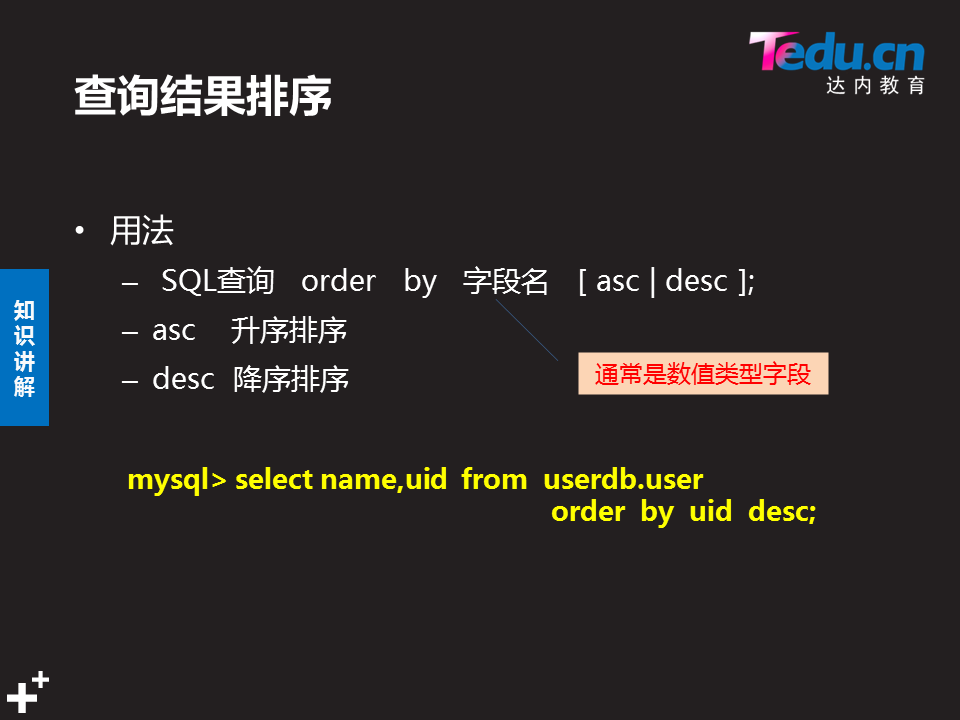 Tedu.cn
达内教育
查询结果排序
• 用法
– SQL查询 order by 字段名 [ asc | desc ];
– asc 升序排序
– desc 降序排序
通常是数值类型字段
知识讲解
mysql> select name,uid from userdb.user
order by uid desc;